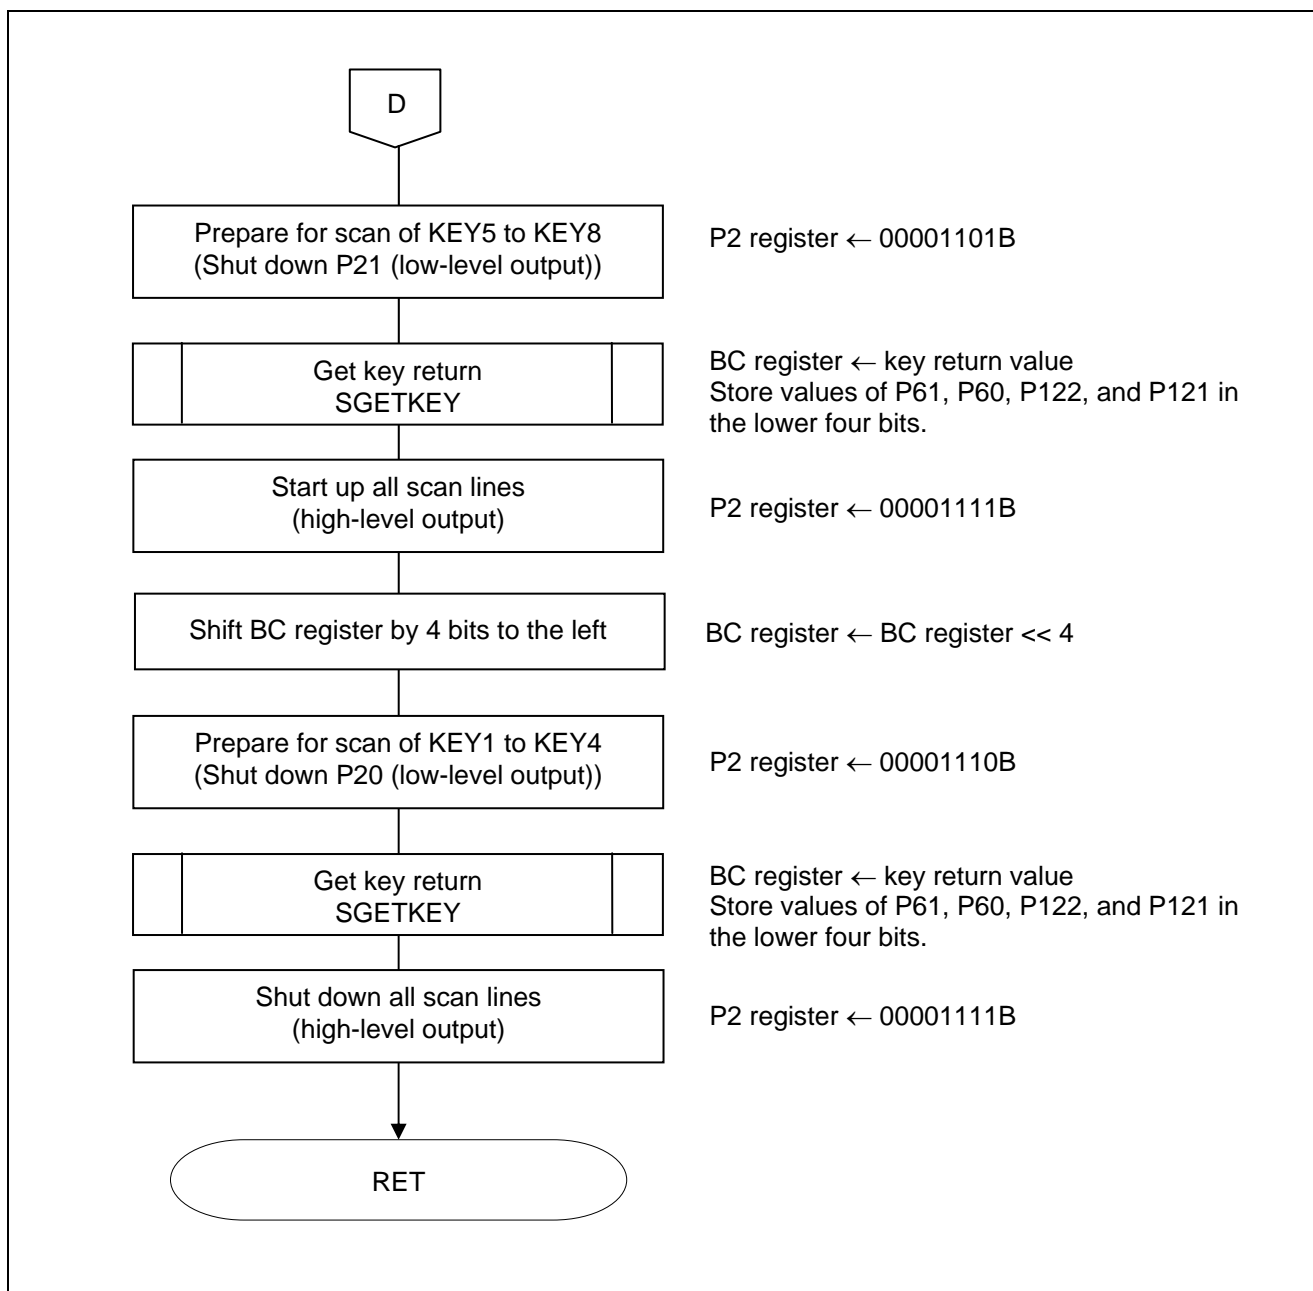 D
Prepare for scan of KEY5 to KEY8
(Shut down P21 (low-level output))
P2 register ← 00001101B
Get key return
SGETKEY
BC register ← key return value
Store values of P61, P60, P122, and P121 in
the lower four bits.
Start up all scan lines
(high-level output)
P2 register ← 00001111B
Shift BC register by 4 bits to the left
BC register ← BC register << 4
Prepare for scan of KEY1 to KEY4
(Shut down P20 (low-level output))
P2 register ← 00001110B
Get key return
SGETKEY
BC register ← key return value
Store values of P61, P60, P122, and P121 in
the lower four bits.
Shut down all scan lines
(high-level output)
P2 register ← 00001111B
RET